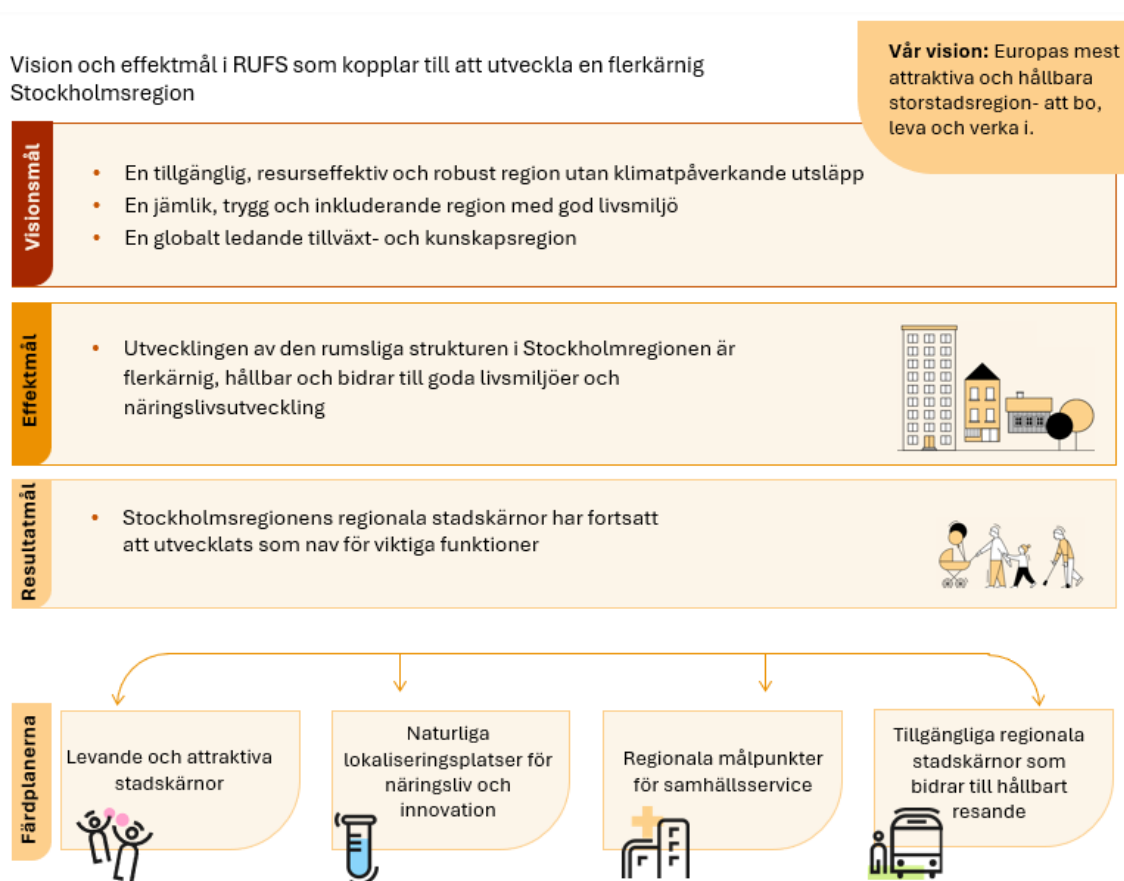 Vision och effektmål i RUFS som kopplar till att utveckla en flerkärnig
Stockholmsregion
Vår vision: Europas mest
attraktiva och hållbara
storstadsregion- att bo,
leva och verka i.
Visionsmål
• En tillgänglig, resurseffektiv och robust region utan klimatpåverkande utsläpp
• En jämlik, trygg och inkluderande region med god livsmiljö
• En globalt ledande tillväxt- och kunskapsregion
Effektmål
• Utvecklingen av den rumsliga strukturen i Stockholmregionen är
flerkärnig, hållbar och bidrar till goda livsmiljöer och
näringslivsutveckling
Resultatmål
• Stockholmsregionens regionala stadskärnor har fortsatt
att utvecklats som nav för viktiga funktioner
Färdplanerna
Levande och attraktiva
stadskärnor
Naturliga
lokaliseringsplatser för
näringsliv och
innovation
Regionala målpunkter
för samhällsservice
Tillgängliga regionala
stadskärnor som
bidrar till hållbart
resande